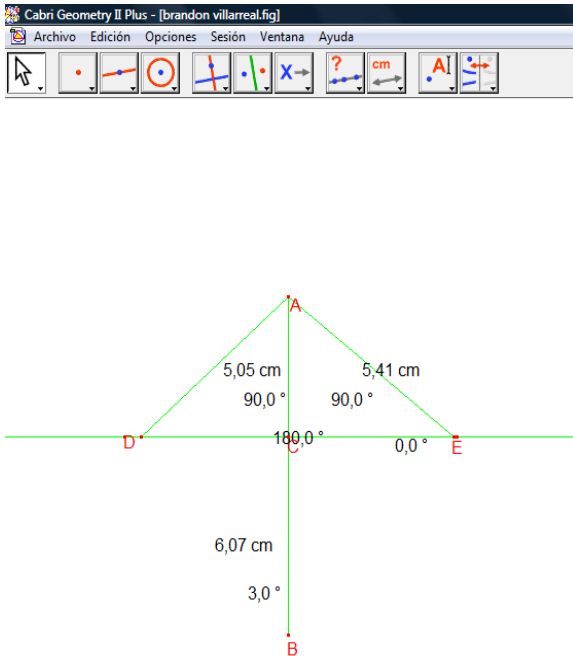 Cabri Geometry II Plus - [brandon villarreal.fig]
Archivo Edición Opciones Sesión Ventana Ayuda
X ? cm A
A
5,05 cm 5,41 cm
90,0 ° 90,0 °
D 180,0 ° C 0,0 ° E
6,07 cm
3,0 °
B